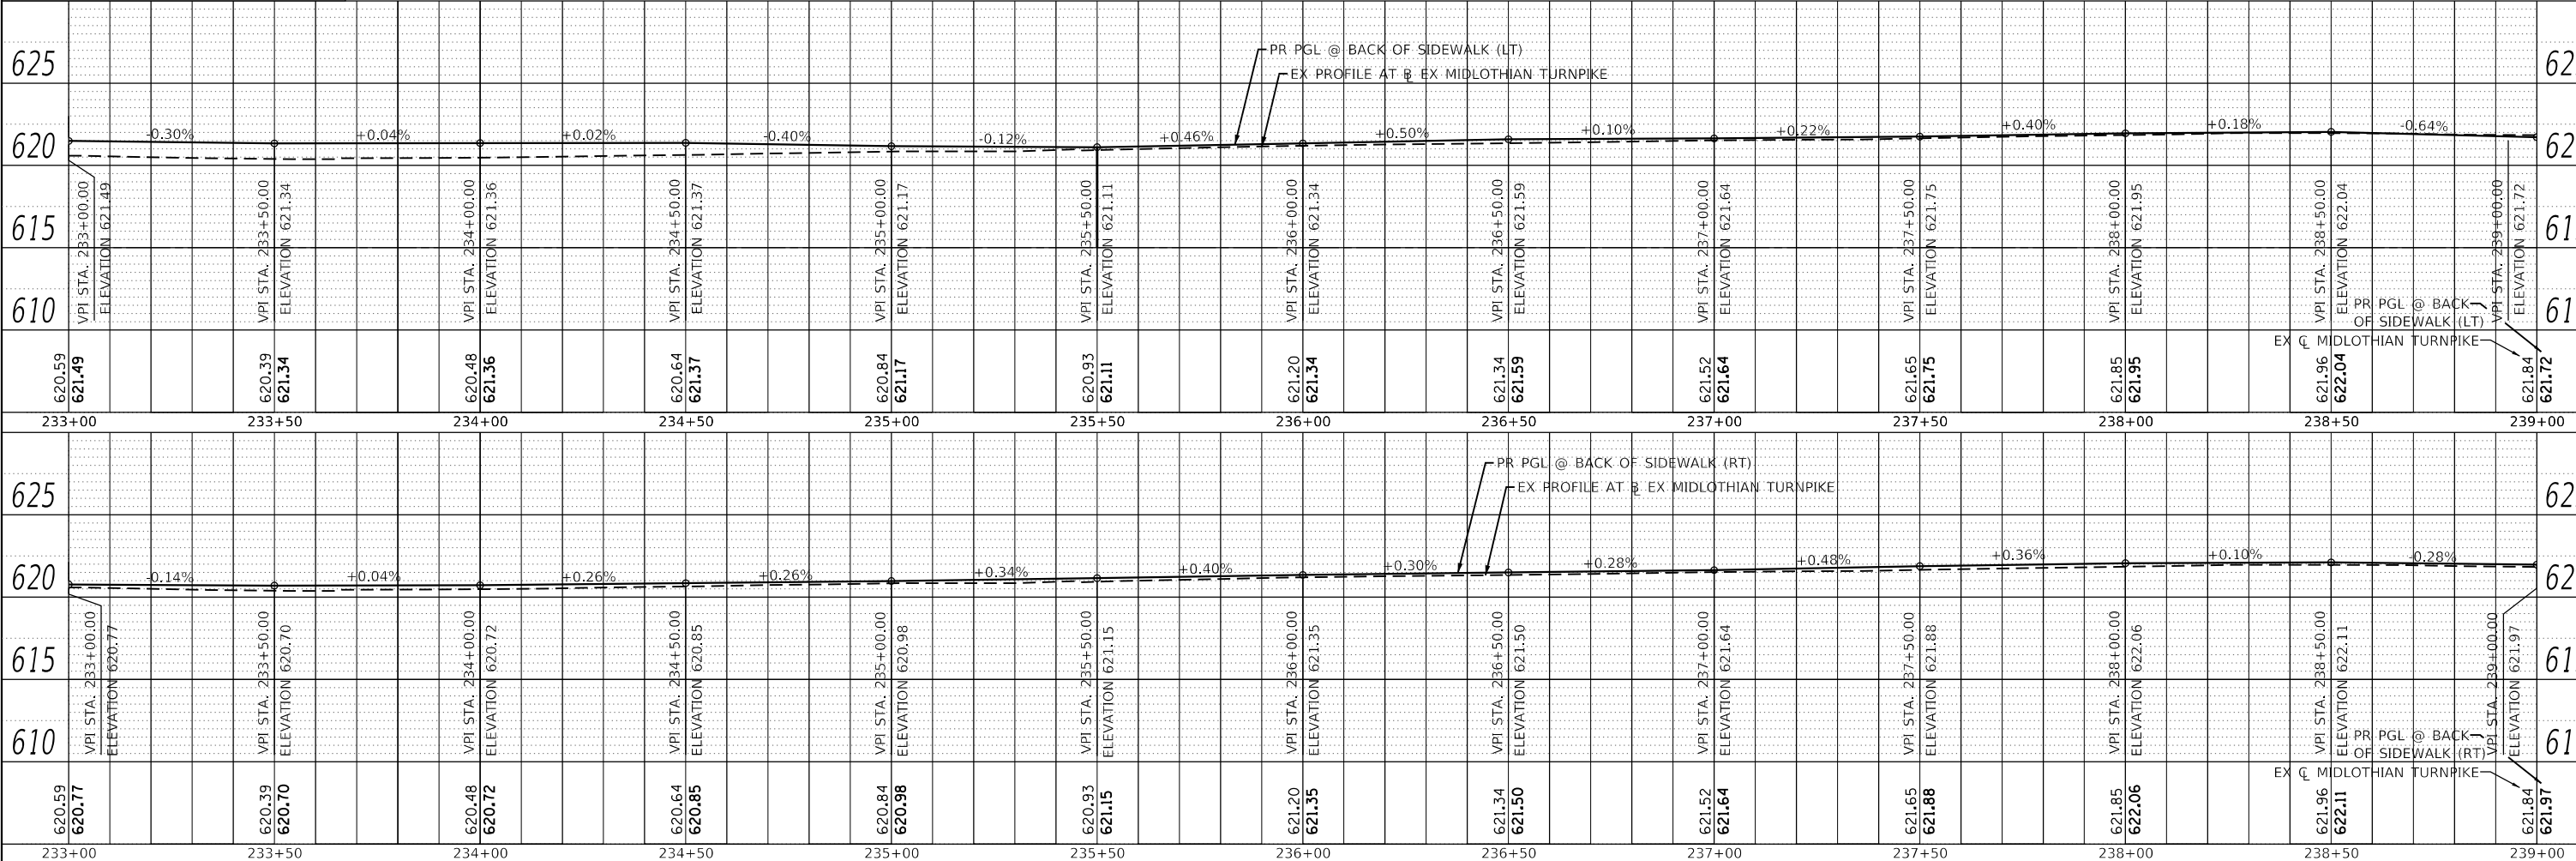 PR PGL @ BACK OF SIDEWALK (LT)
EX PROFILE AT ℄ EX MIDLOTHIAN TURNPIKE
625 62
-0.30% +0.04% +0.02% -0.40% -0.12% +0.46% +0.50% +0.10% +0.22% +0.40% +0.18% -0.64%
620 62
615 61
610 61
VPI STA. 233+00.00
ELEVATION 621.49
VPI STA. 233+50.00
ELEVATION 621.34
VPI STA. 234+00.00
ELEVATION 621.36
VPI STA. 234+50.00
ELEVATION 621.37
VPI STA. 235+00.00
ELEVATION 621.17
VPI STA. 235+50.00
ELEVATION 621.11
VPI STA. 236+00.00
ELEVATION 621.34
VPI STA. 236+50.00
ELEVATION 621.59
VPI STA. 237+00.00
ELEVATION 621.64
VPI STA. 237+50.00
ELEVATION 621.75
VPI STA. 238+00.00
ELEVATION 621.95
VPI STA. 238+50.00
ELEVATION 622.04
VPI STA. 239+00.00
ELEVATION 621.72
PR PGL @ BACK
OF SIDEWALK (LT)
EX ℄ MIDLOTHIAN TURNPIKE
620.59
621.49
620.39
621.34
620.48
621.36
620.64
621.37
620.84
621.17
620.93
621.11
621.20
621.34
621.34
621.59
621.52
621.64
621.65
621.75
621.85
621.95
621.96
622.04
621.84
621.72
233+00 233+50 234+00 234+50 235+00 235+50 236+00 236+50 237+00 237+50 238+00 238+50 239+00
PR PGL @ BACK OF SIDEWALK (RT)
EX PROFILE AT ℄ EX MIDLOTHIAN TURNPIKE
625 62
-0.14% +0.04% +0.26% +0.26% +0.34% +0.40% +0.30% +0.28% +0.48% +0.36% +0.10% -0.28%
620 62
615 61
610 61
VPI STA. 233+00.00
ELEVATION 620.77
VPI STA. 233+50.00
ELEVATION 620.70
VPI STA. 234+00.00
ELEVATION 620.72
VPI STA. 234+50.00
ELEVATION 620.85
VPI STA. 235+00.00
ELEVATION 620.98
VPI STA. 235+50.00
ELEVATION 621.15
VPI STA. 236+00.00
ELEVATION 621.35
VPI STA. 236+50.00
ELEVATION 621.50
VPI STA. 237+00.00
ELEVATION 621.64
VPI STA. 237+50.00
ELEVATION 621.88
VPI STA. 238+00.00
ELEVATION 622.06
VPI STA. 238+50.00
ELEVATION 622.11
VPI STA. 239+00.00
ELEVATION 621.97
PR PGL @ BACK
OF SIDEWALK (RT)
EX ℄ MIDLOTHIAN TURNPIKE
620.59
620.77
620.39
620.70
620.48
620.72
620.64
620.85
620.84
620.98
620.93
621.15
621.20
621.35
621.34
621.50
621.52
621.64
621.65
621.88
621.85
622.06
621.96
622.11
621.84
621.97
233+00 233+50 234+00 234+50 235+00 235+50 236+00 236+50 237+00 237+50 238+00 238+50 239+00